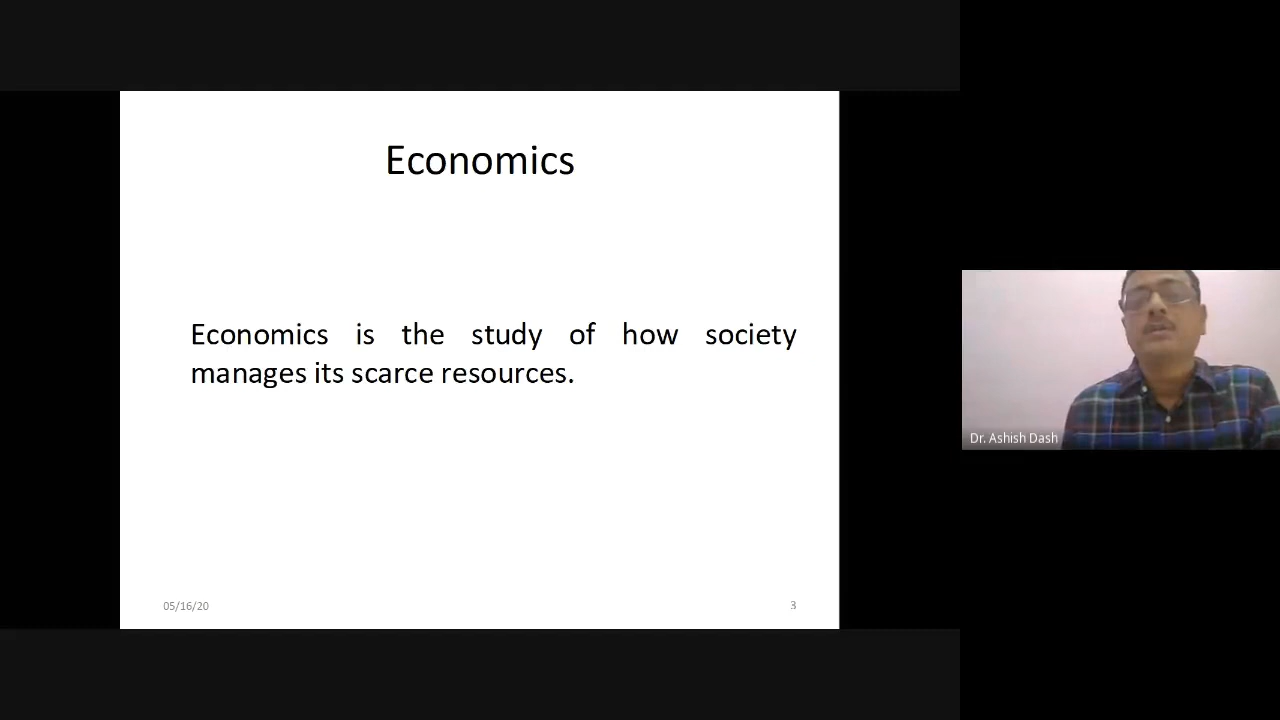 Economics
Economics is the study of how society
manages its scarce resources.
05/16/20
3
Dr. Ashish Dash